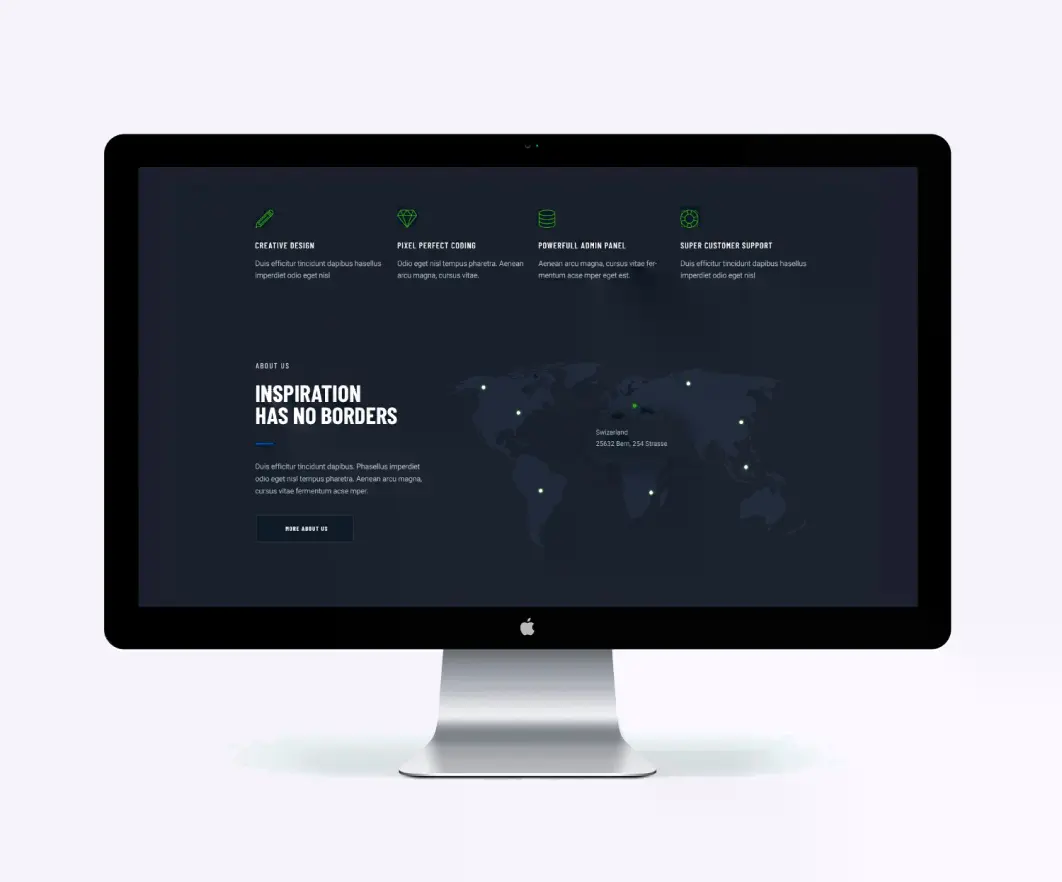 CREATIVE DESIGN
Duis efficitur tincidunt dapibus hasellus
imperdiet odio eget nisl
PIXEL PERFECT CODING
Odio eget nisl tempus pharetra. Aenean
arcu magna, cursus vitae.
POWERFULL ADMIN PANEL
Aenean arcu magna, cursus vitae fer-
mentum acse mper eget est.
SUPER CUSTOMER SUPPORT
Duis efficitur tincidunt dapibus hasellus
imperdiet odio eget nisl
ABOUT US
INSPIRATION
HAS NO BORDERS
Duis efficitur tincidunt dapibus. Phasellus imperdiet
odio eget nisl tempus pharetra. Aenean arcu magna,
cursus vitae fermentum acse mper.
MORE ABOUT US
Swizarland
25632 Bern, 254 Strasse